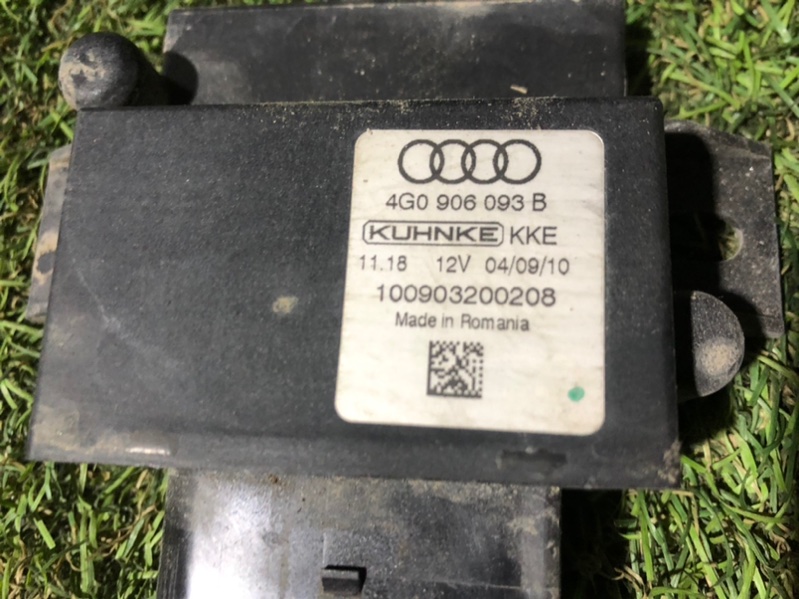 4G0 906 093 B
KUHNKE KKE
11.18 12V 04/09/10
100903200208
Made in Romania